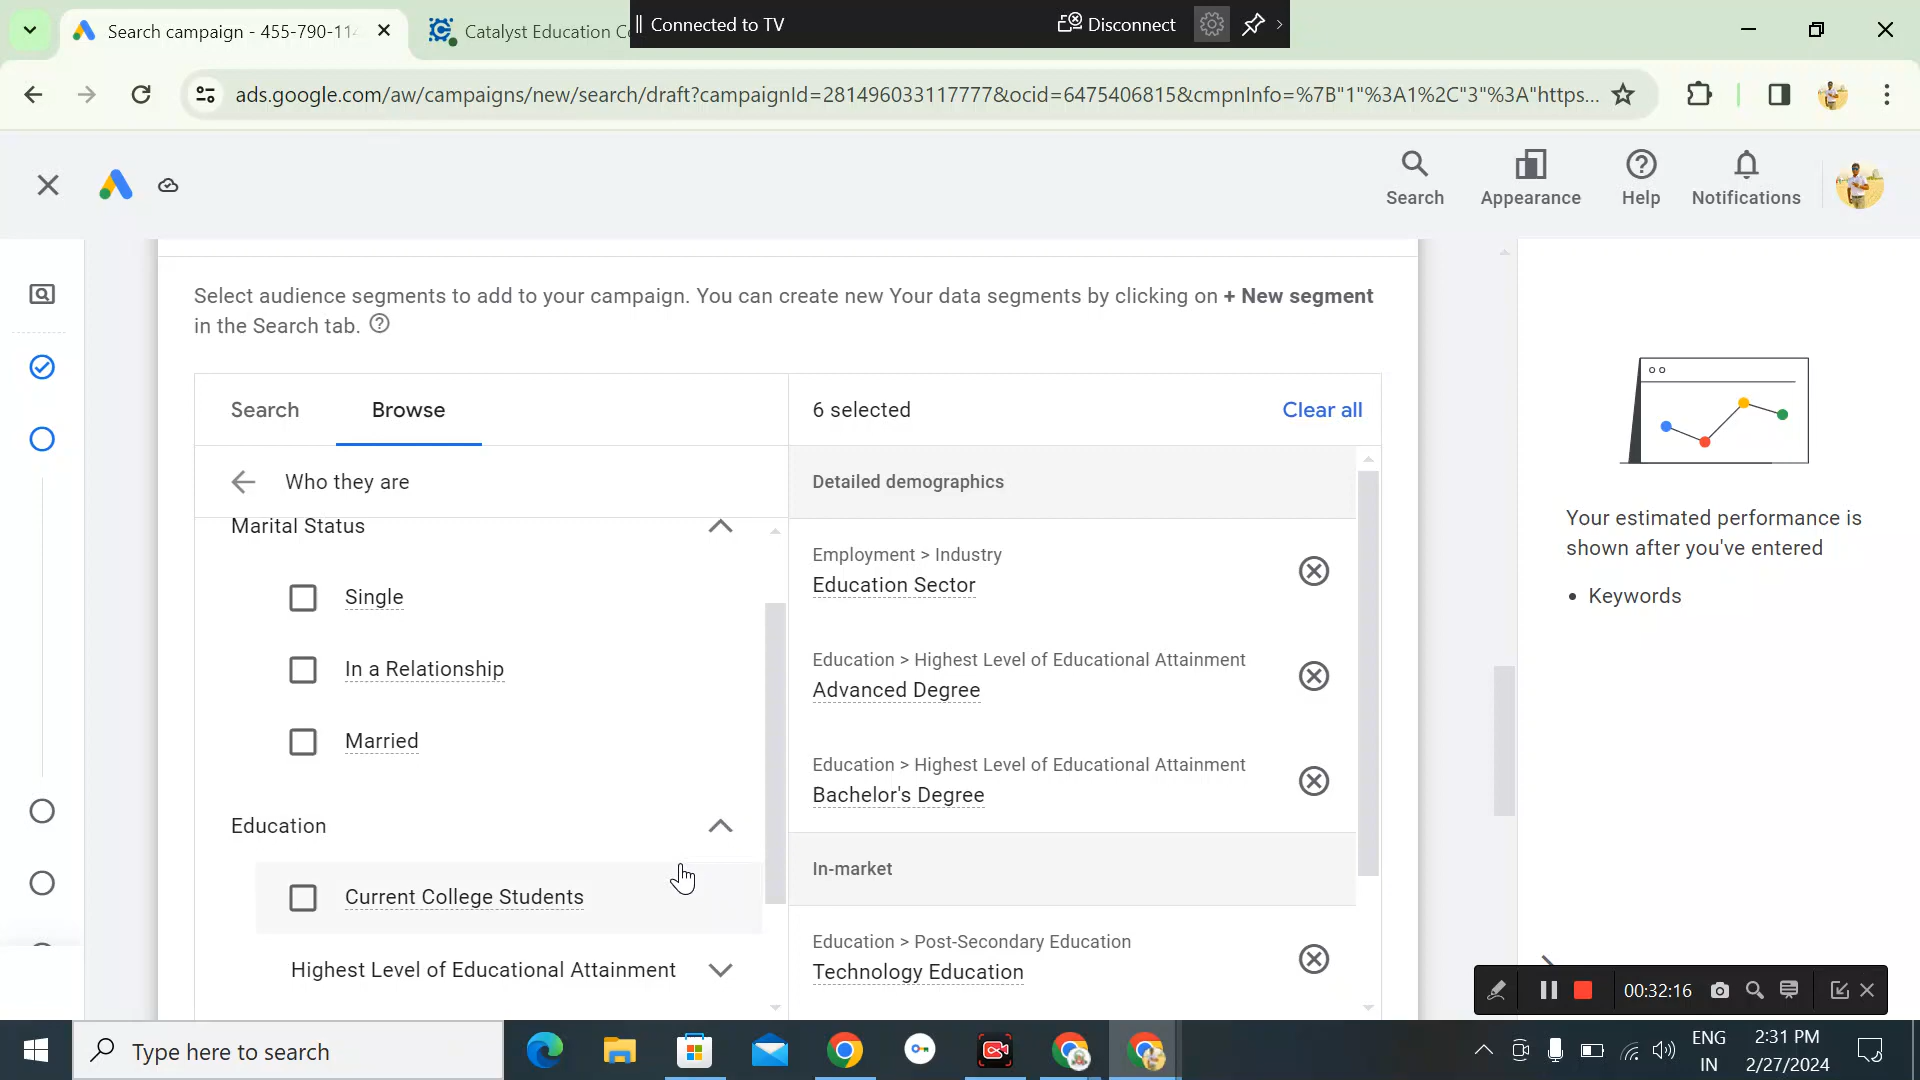 Search campaign - 455-790-114
Catalyst Education Co
Connected to TV
Disconnect
ads.google.com/aw/campaigns/new/search/draft?campaignId=281496033117777&ocid=6475406815&cmpnInfo=%7B"1"%3A1%2C"3"%3A"https...
Search
Appearance
Help
Notifications
Select audience segments to add to your campaign. You can create new Your data segments by clicking on + New segment
in the Search tab.
Search
Browse
6 selected
Clear all
Who they are
Marital Status
Single
In a Relationship
Married
Education
Current College Students
Highest Level of Educational Attainment
Detailed demographics
Employment > Industry
Education Sector
Education > Highest Level of Educational Attainment
Advanced Degree
Education > Highest Level of Educational Attainment
Bachelor's Degree
In-market
Education > Post-Secondary Education
Technology Education
Your estimated performance is
shown after you've entered
• Keywords
00:32:16
Type here to search
ENG
IN
2:31 PM
2/27/2024